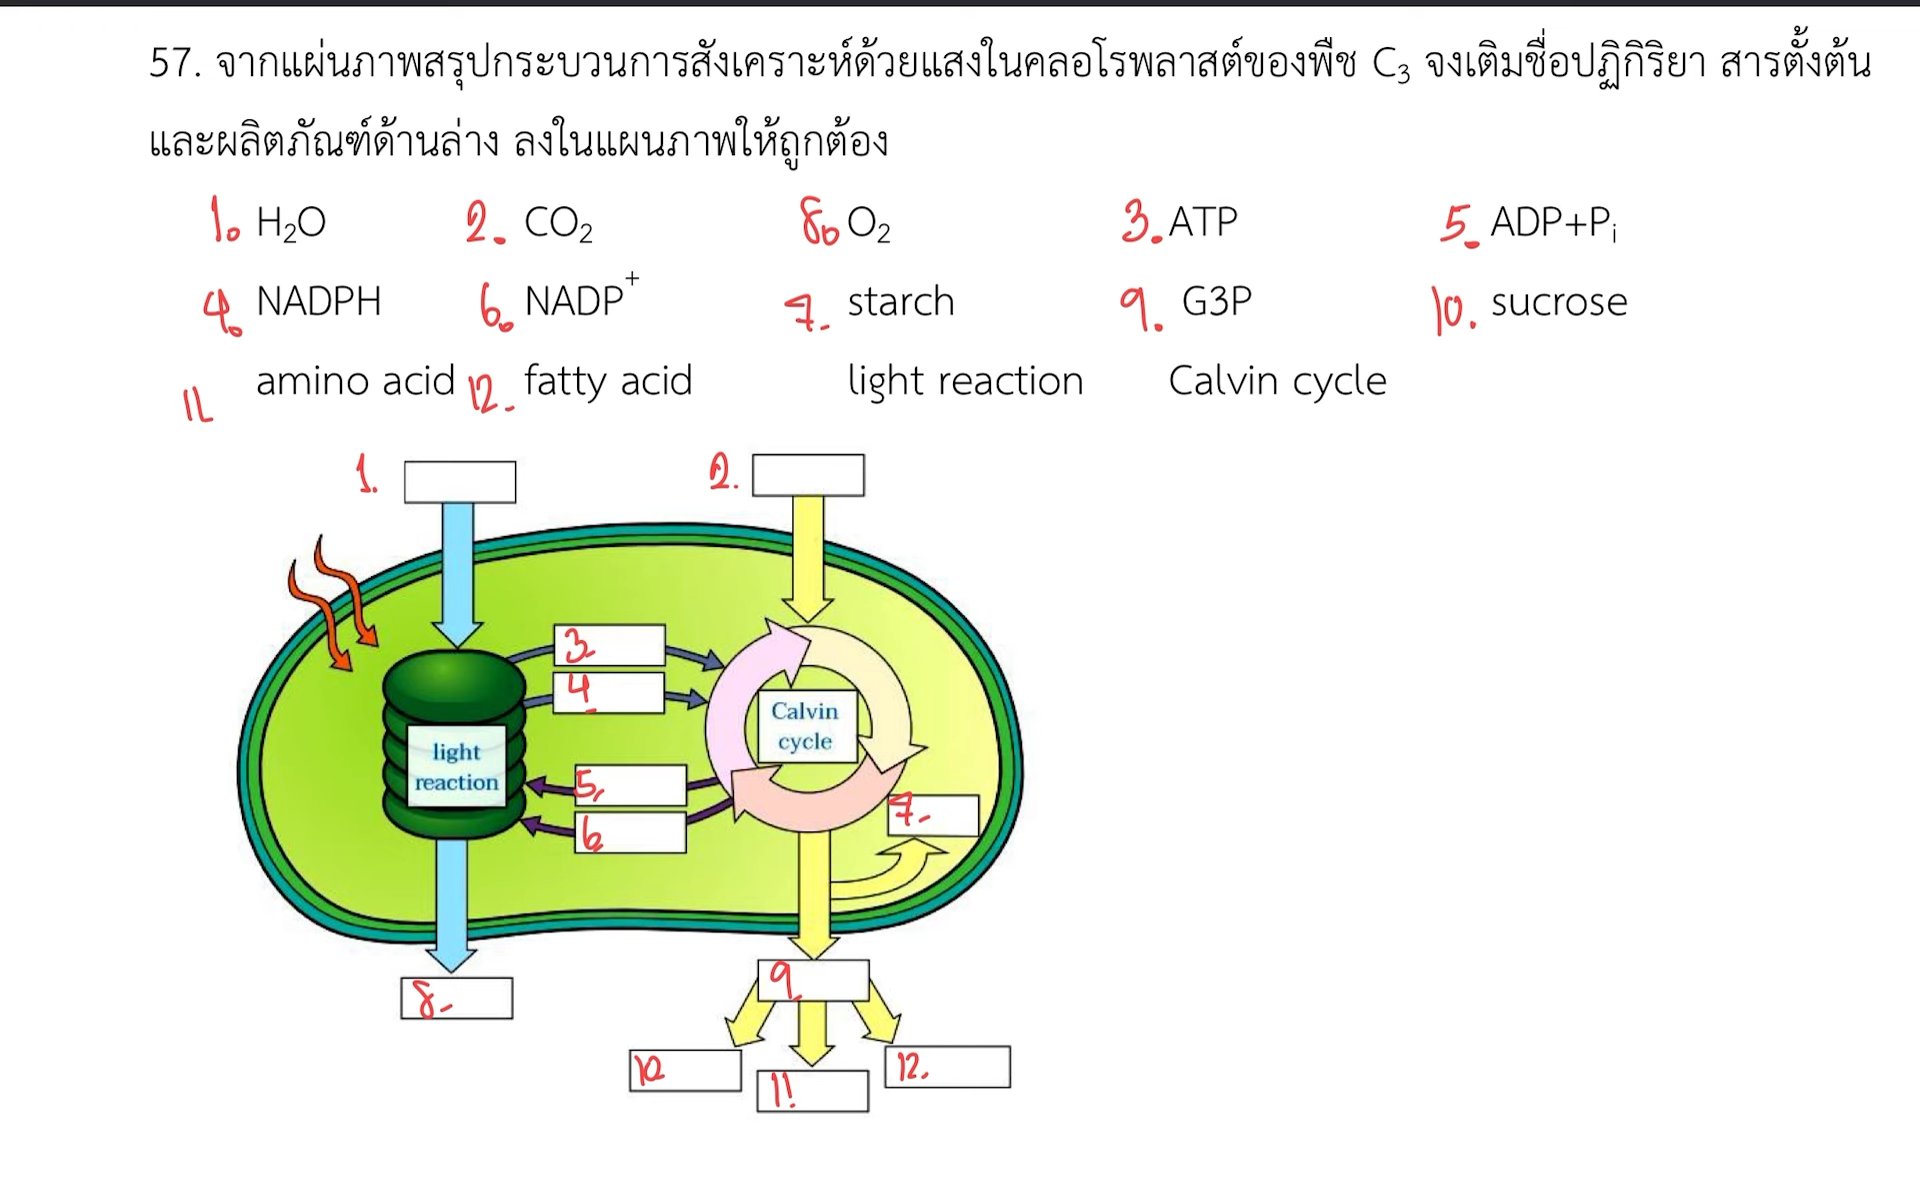 57. จากแผ่นภาพสรุปกระบวนการสังเคราะห์ด้วยแสงในคลอโรพลาสต์ของพืช C₃ จงเติมชื่อปฏิกิริยา สารตั้งต้น
และผลิตภัณฑ์ด้านล่าง ลงในแผนภาพให้ถูกต้อง
1. H₂O 2. CO₂ 8. O₂ 3. ATP 5. ADP+Pᵢ
4. NADPH 6. NADP⁺ 7. starch 9. G3P 10. sucrose
11 amino acid 12. fatty acid light reaction Calvin cycle
1. 2.
3.
4.
Calvin
cycle
light
reaction
5.
6
7.
8.
9.
10
11.
12.